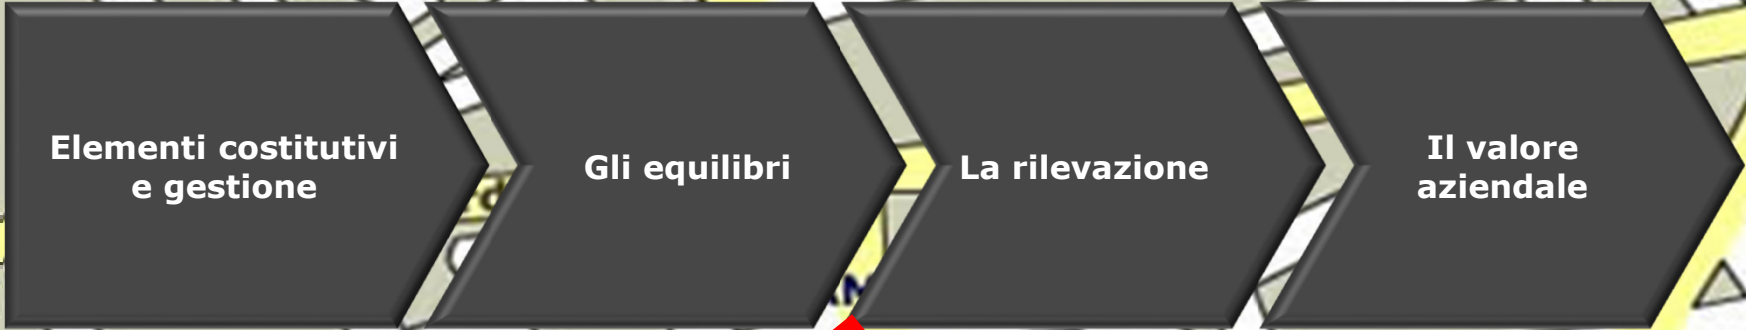 Elementi costitutivi
e gestione
Gli equilibri
La rilevazione
Il valore
aziendale